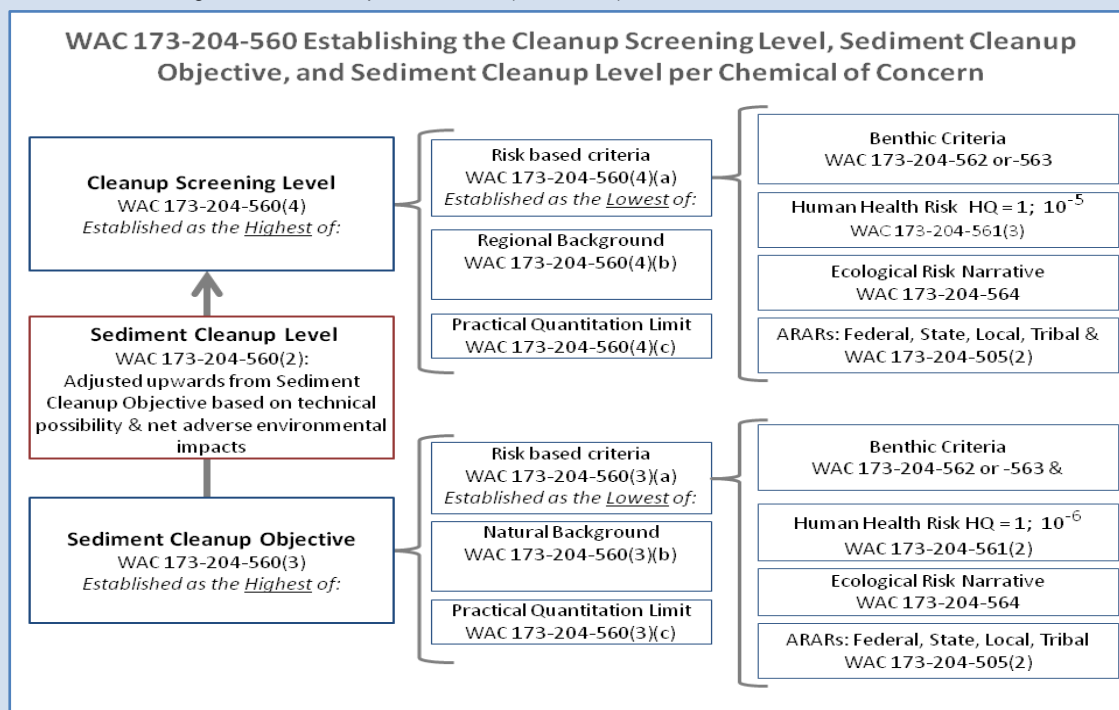 WAC 173-204-560 Establishing the Cleanup Screening Level, Sediment Cleanup
Objective, and Sediment Cleanup Level per Chemical of Concern
Cleanup Screening Level
WAC 173-204-560(4)
Established as the Highest of:
Risk based criteria
WAC 173-204-560(4)(a)
Established as the Lowest of:
Regional Background
WAC 173-204-560(4)(b)
Practical Quantitation Limit
WAC 173-204-560(4)(c)
Benthic Criteria
WAC 173-204-562 or -563
Human Health Risk HQ = 1; 10⁻⁵
WAC 173-204-561(3)
Ecological Risk Narrative
WAC 173-204-564
ARARs: Federal, State, Local, Tribal &
WAC 173-204-505(2)
Sediment Cleanup Level
WAC 173-204-560(2):
Adjusted upwards from Sediment
Cleanup Objective based on technical
possibility & net adverse environmental
impacts
Sediment Cleanup Objective
WAC 173-204-560(3)
Established as the Highest of:
Risk based criteria
WAC 173-204-560(3)(a)
Established as the Lowest of:
Natural Background
WAC 173-204-560(3)(b)
Practical Quantitation Limit
WAC 173-204-560(3)(c)
Benthic Criteria
WAC 173-204-562 or -563 &
Human Health Risk HQ = 1; 10⁻⁶
WAC 173-204-561(2)
Ecological Risk Narrative
WAC 173-204-564
ARARs: Federal, State, Local, Tribal
WAC 173-204-505(2)